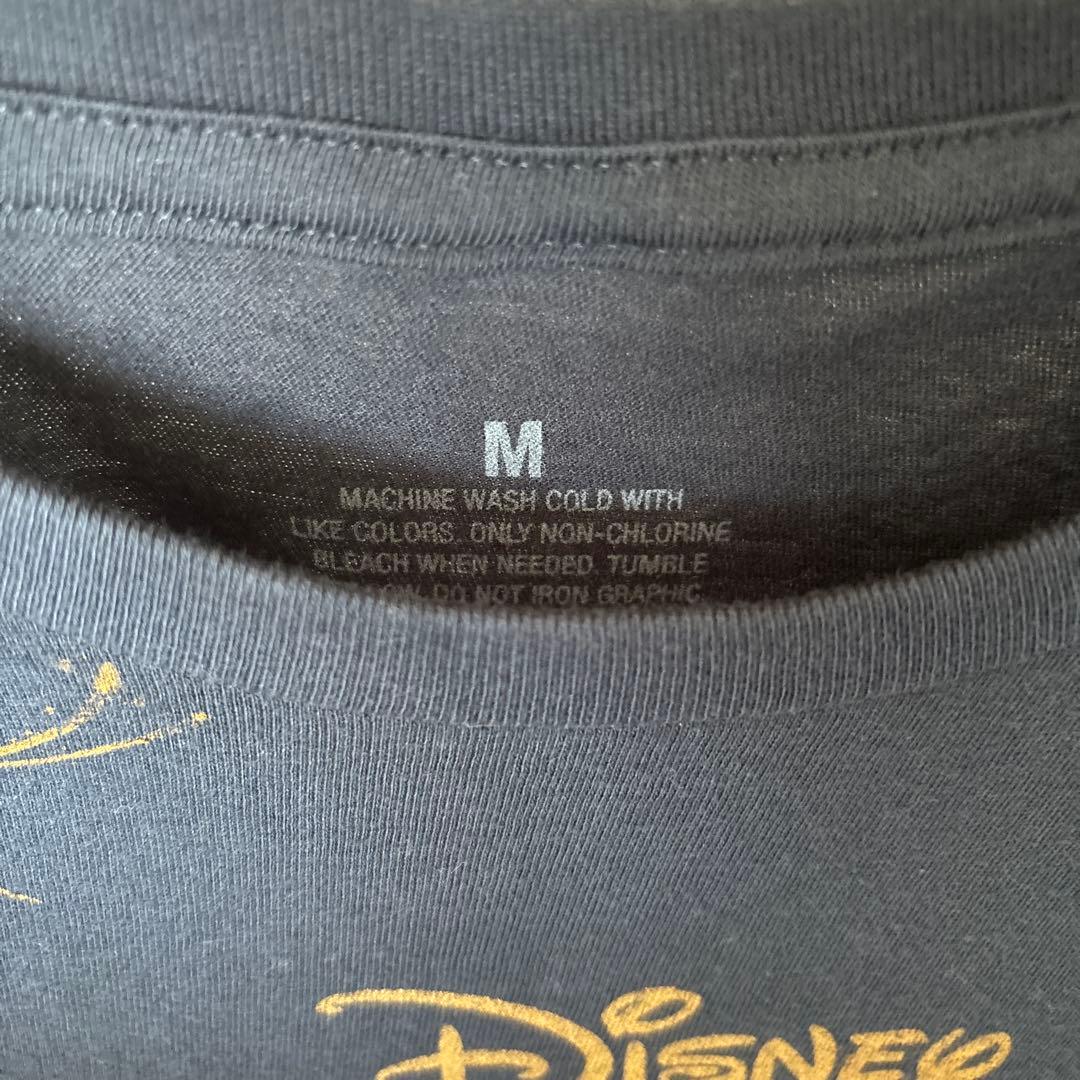 M
MACHINE WASH COLD WITH
LIKE COLORS. ONLY NON-CHLORINE
BLEACH WHEN NEEDED. TUMBLE
DO NOT IRON GRAPHIC
DISNEY